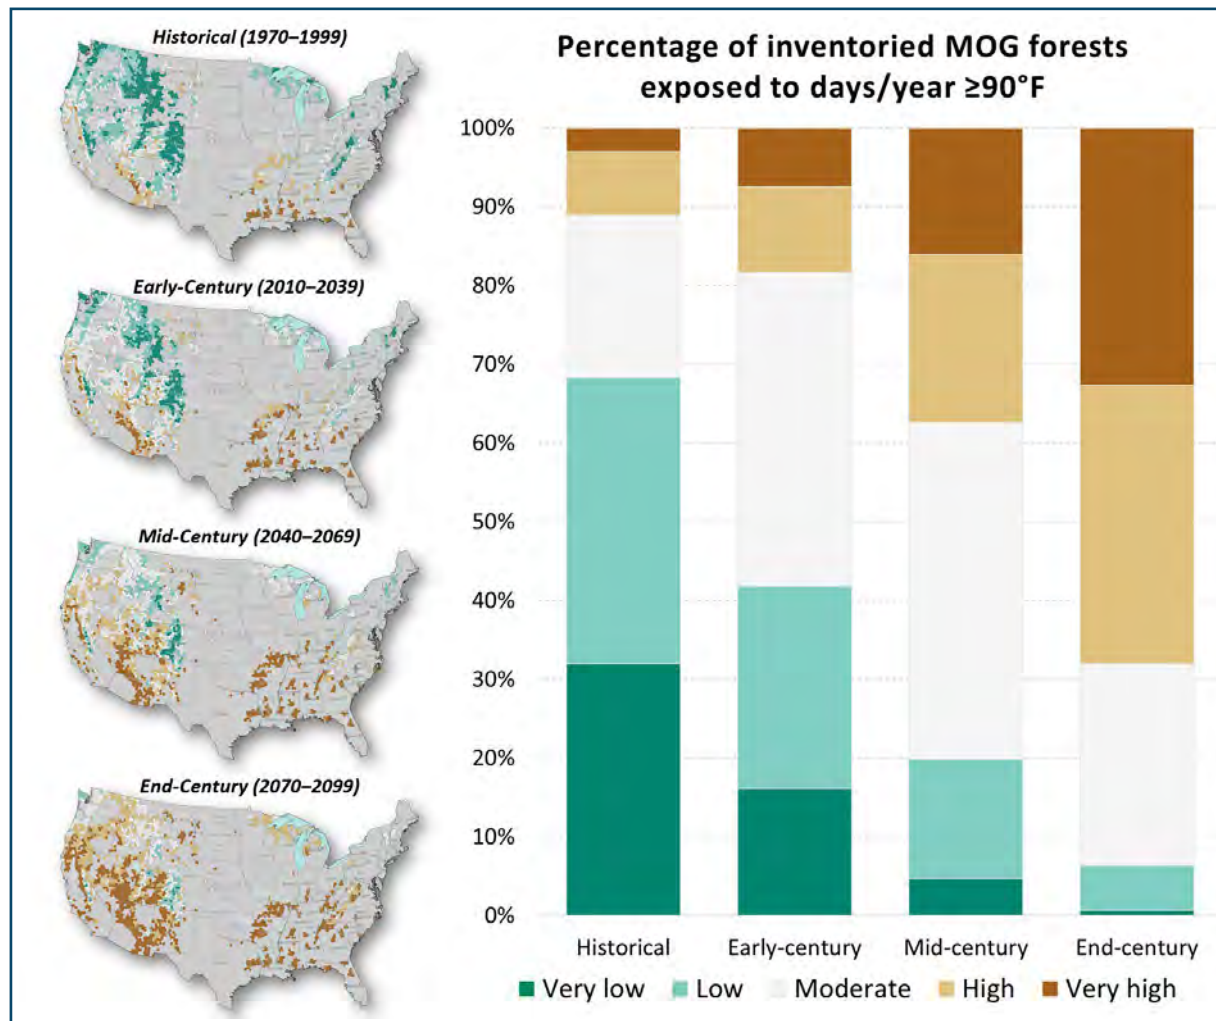 Historical (1970–1999)
Early-Century (2010–2039)
Mid-Century (2040–2069)
End-Century (2070–2099)
Percentage of inventoried MOG forests
exposed to days/year ≥90°F
100%
90%
80%
70%
60%
50%
40%
30%
20%
10%
0%
Historical Early-century Mid-century End-century
Very low Low Moderate High Very high